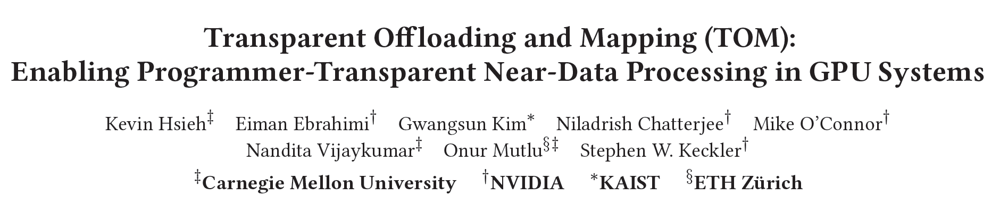 Transparent Offloading and Mapping (TOM):
Enabling Programmer-Transparent Near-Data Processing in GPU Systems
Kevin Hsieh‡ Eiman Ebrahimi† Gwangsun Kim* Niladrish Chatterjee† Mike O’Connor†
Nandita Vijaykumar‡ Onur Mutlu§‡ Stephen W. Keckler†
‡Carnegie Mellon University †NVIDIA *KAIST §ETH Zürich